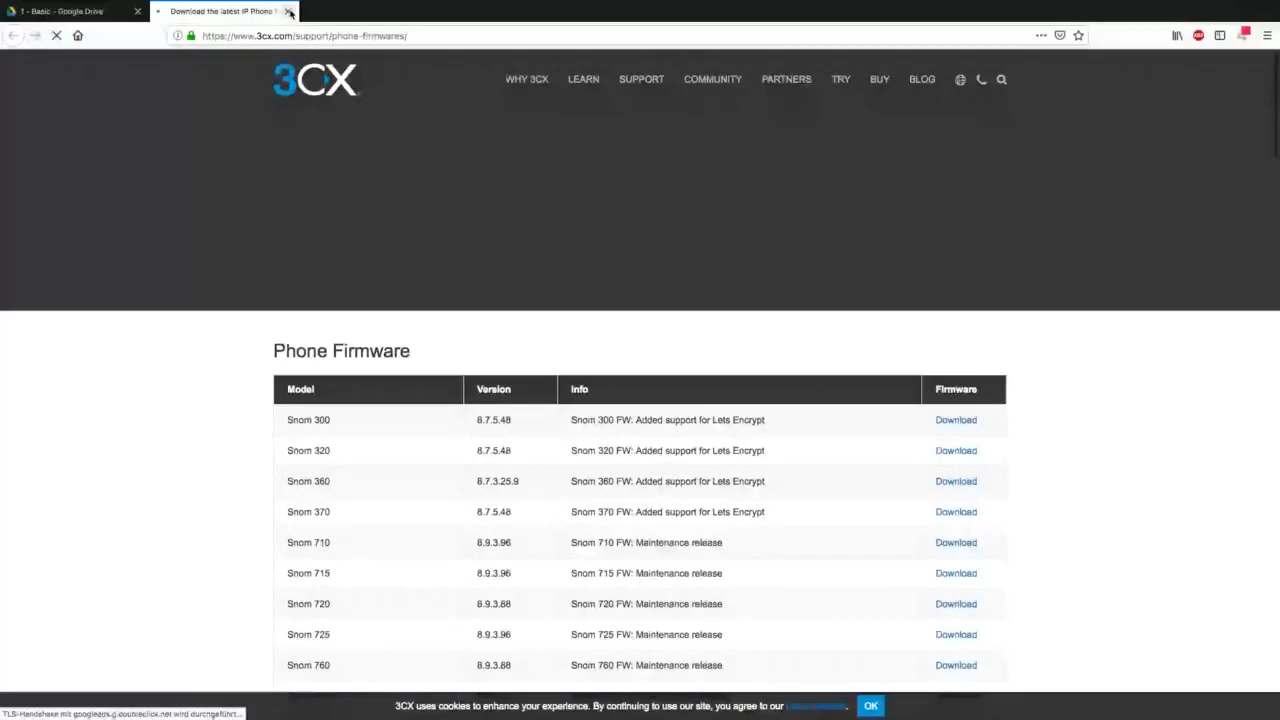 1 - Basic - Google Drive
Download the latest IP Phone f
https://www.3cx.com/support/phone-firmwares/
3CX
WHY 3CX LEARN SUPPORT COMMUNITY PARTNERS TRY BUY BLOG
Phone Firmware
Model Version Info Firmware
Snom 300 8.7.5.48 Snom 300 FW: Added support for Lets Encrypt Download
Snom 320 8.7.5.48 Snom 320 FW: Added support for Lets Encrypt Download
Snom 360 8.7.3.25.9 Snom 360 FW: Added support for Lets Encrypt Download
Snom 370 8.7.5.48 Snom 370 FW: Added support for Lets Encrypt Download
Snom 710 8.9.3.96 Snom 710 FW: Maintenance release Download
Snom 715 8.9.3.96 Snom 715 FW: Maintenance release Download
Snom 720 8.9.3.88 Snom 720 FW: Maintenance release Download
Snom 725 8.9.3.96 Snom 725 FW: Maintenance release Download
Snom 760 8.9.3.88 Snom 760 FW: Maintenance release Download
3CX uses cookies to enhance your experience. By continuing to use our site, you agree to our . OK
TLS-Handshake mit googleads.g.doubleclick.net wird durchgeführt...